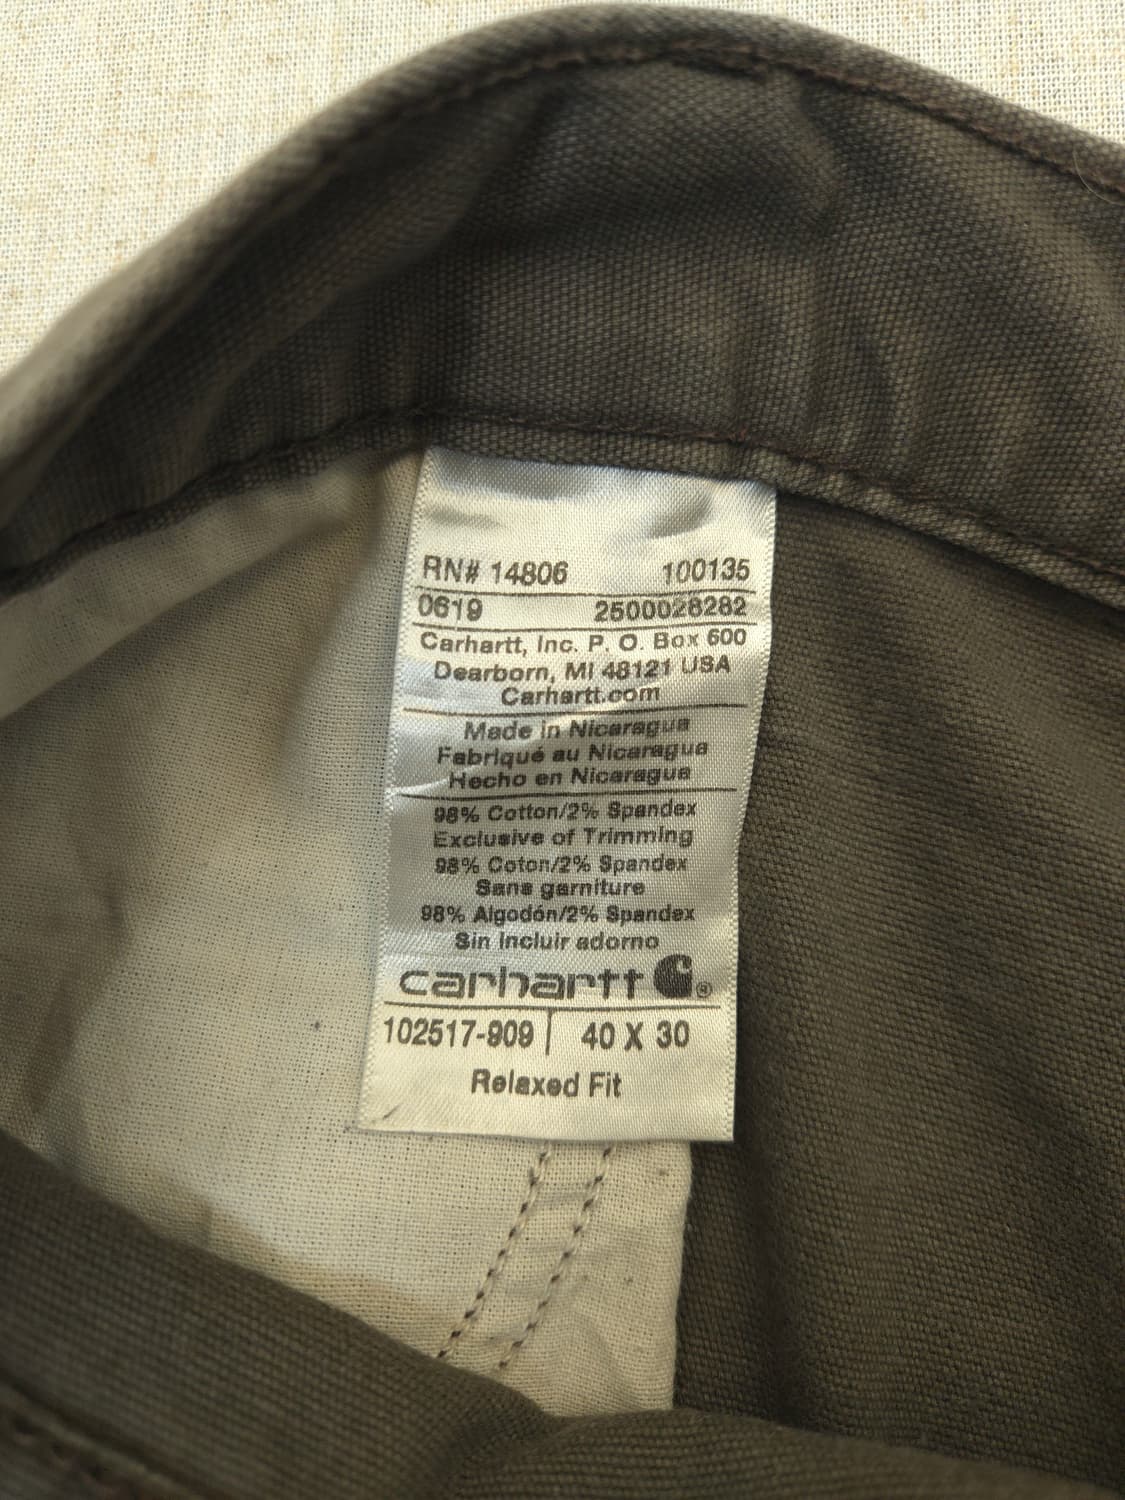 RN# 14806 100135
0619 2500028282
Carhartt, Inc. P. O. Box 600
Dearborn, MI 48121 USA
Carhartt.com
Made in Nicaragua
Fabriqué au Nicaragua
Hecho en Nicaragua
98% Cotton/2% Spandex
Exclusive of Trimming
98% Coton/2% Spandex
Sans garniture
98% Algodón/2% Spandex
Sin incluir adorno
carhartt ®
102517-909 | 40 X 30
Relaxed Fit